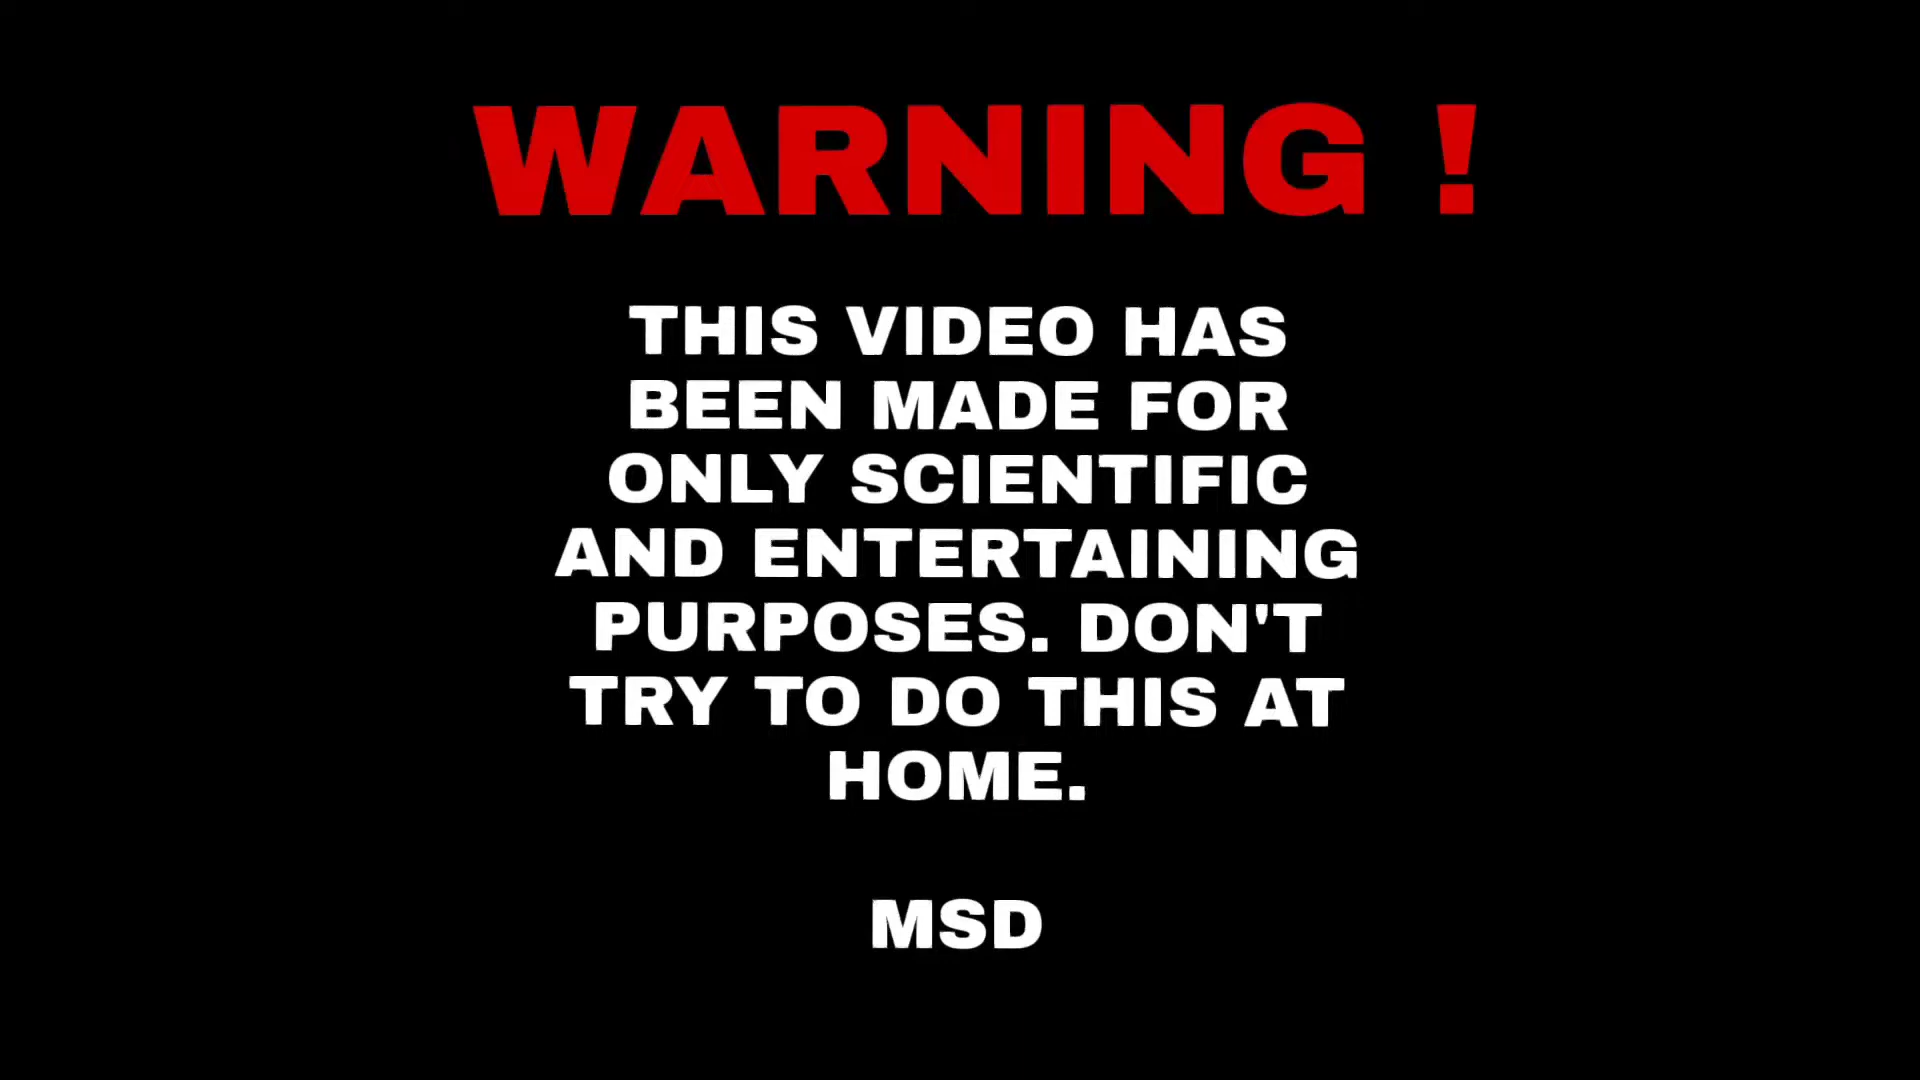 WARNING !
THIS VIDEO HAS
BEEN MADE FOR
ONLY SCIENTIFIC
AND ENTERTAINING
PURPOSES. DON'T
TRY TO DO THIS AT
HOME.
MSD